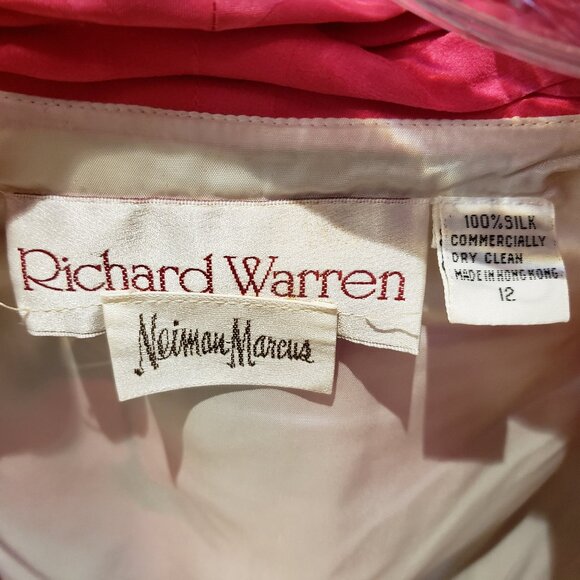 Richard Warren
Neiman-Marcus
100% SILK
COMMERCIALLY
DRY CLEAN
MADE IN HONG KONG
12